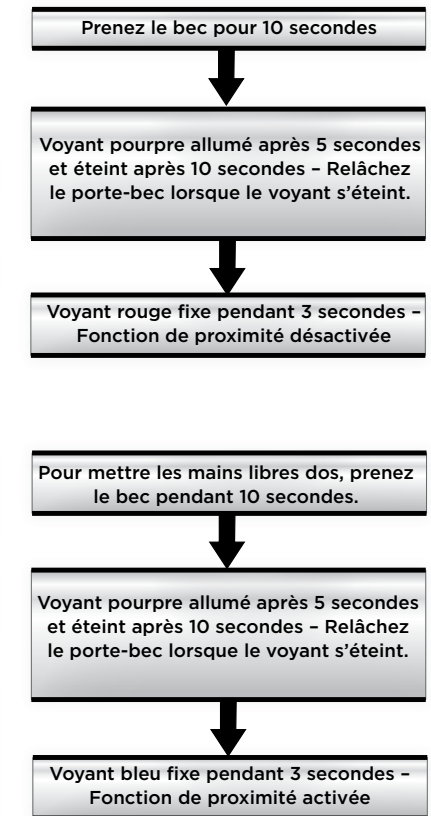 Prenez le bec pour 10 secondes
Voyant pourpre allumé après 5 secondes
et éteint après 10 secondes – Relâchez
le porte-bec lorsque le voyant s'éteint.
Voyant rouge fixe pendant 3 secondes –
Fonction de proximité désactivée
Pour mettre les mains libres dos, prenez
le bec pendant 10 secondes.
Voyant pourpre allumé après 5 secondes
et éteint après 10 secondes – Relâchez
le porte-bec lorsque le voyant s'éteint.
Voyant bleu fixe pendant 3 secondes –
Fonction de proximité activée